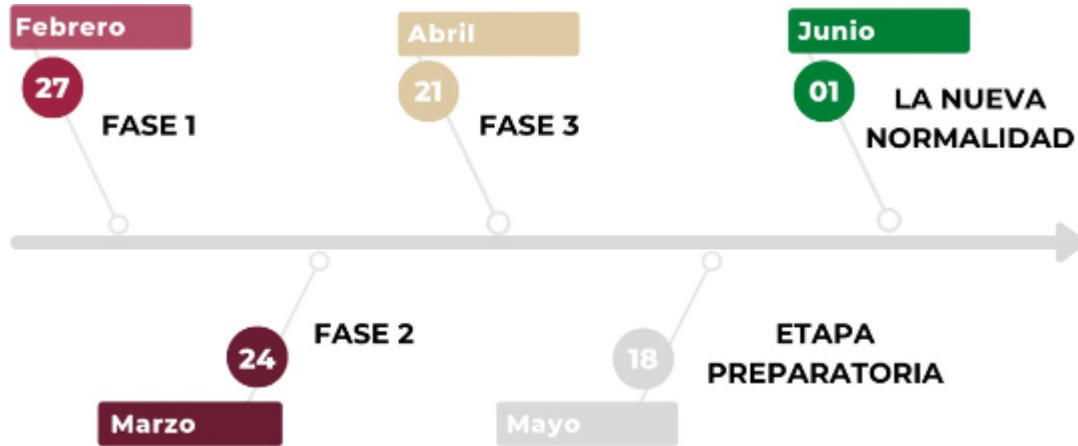 Febrero
27
FASE 1
Abril
21
FASE 3
Junio
01
LA NUEVA
NORMALIDAD
24
FASE 2
Marzo
18
ETAPA
PREPARATORIA
Mayo